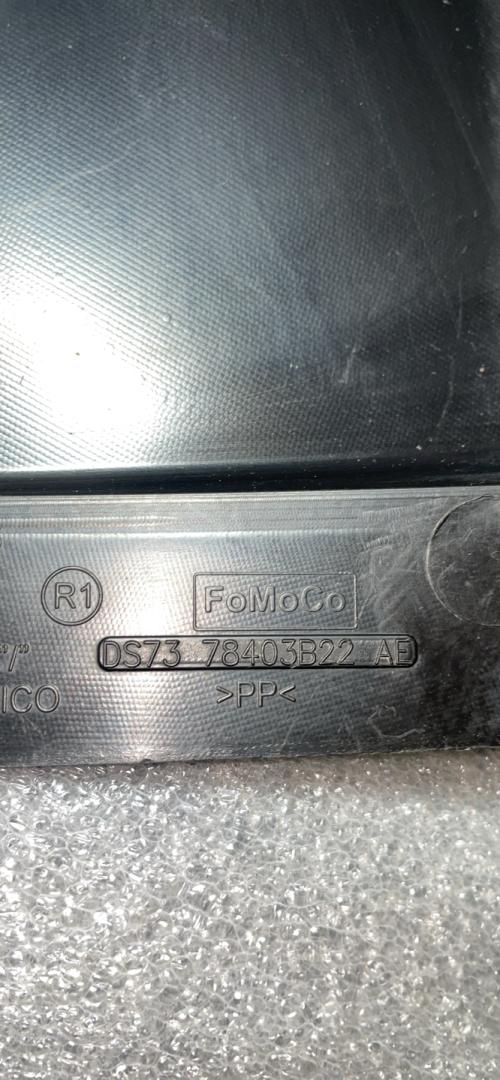 R1
FoMoCo
"/"
DS73 78403B22 AE
ICO
>PP<